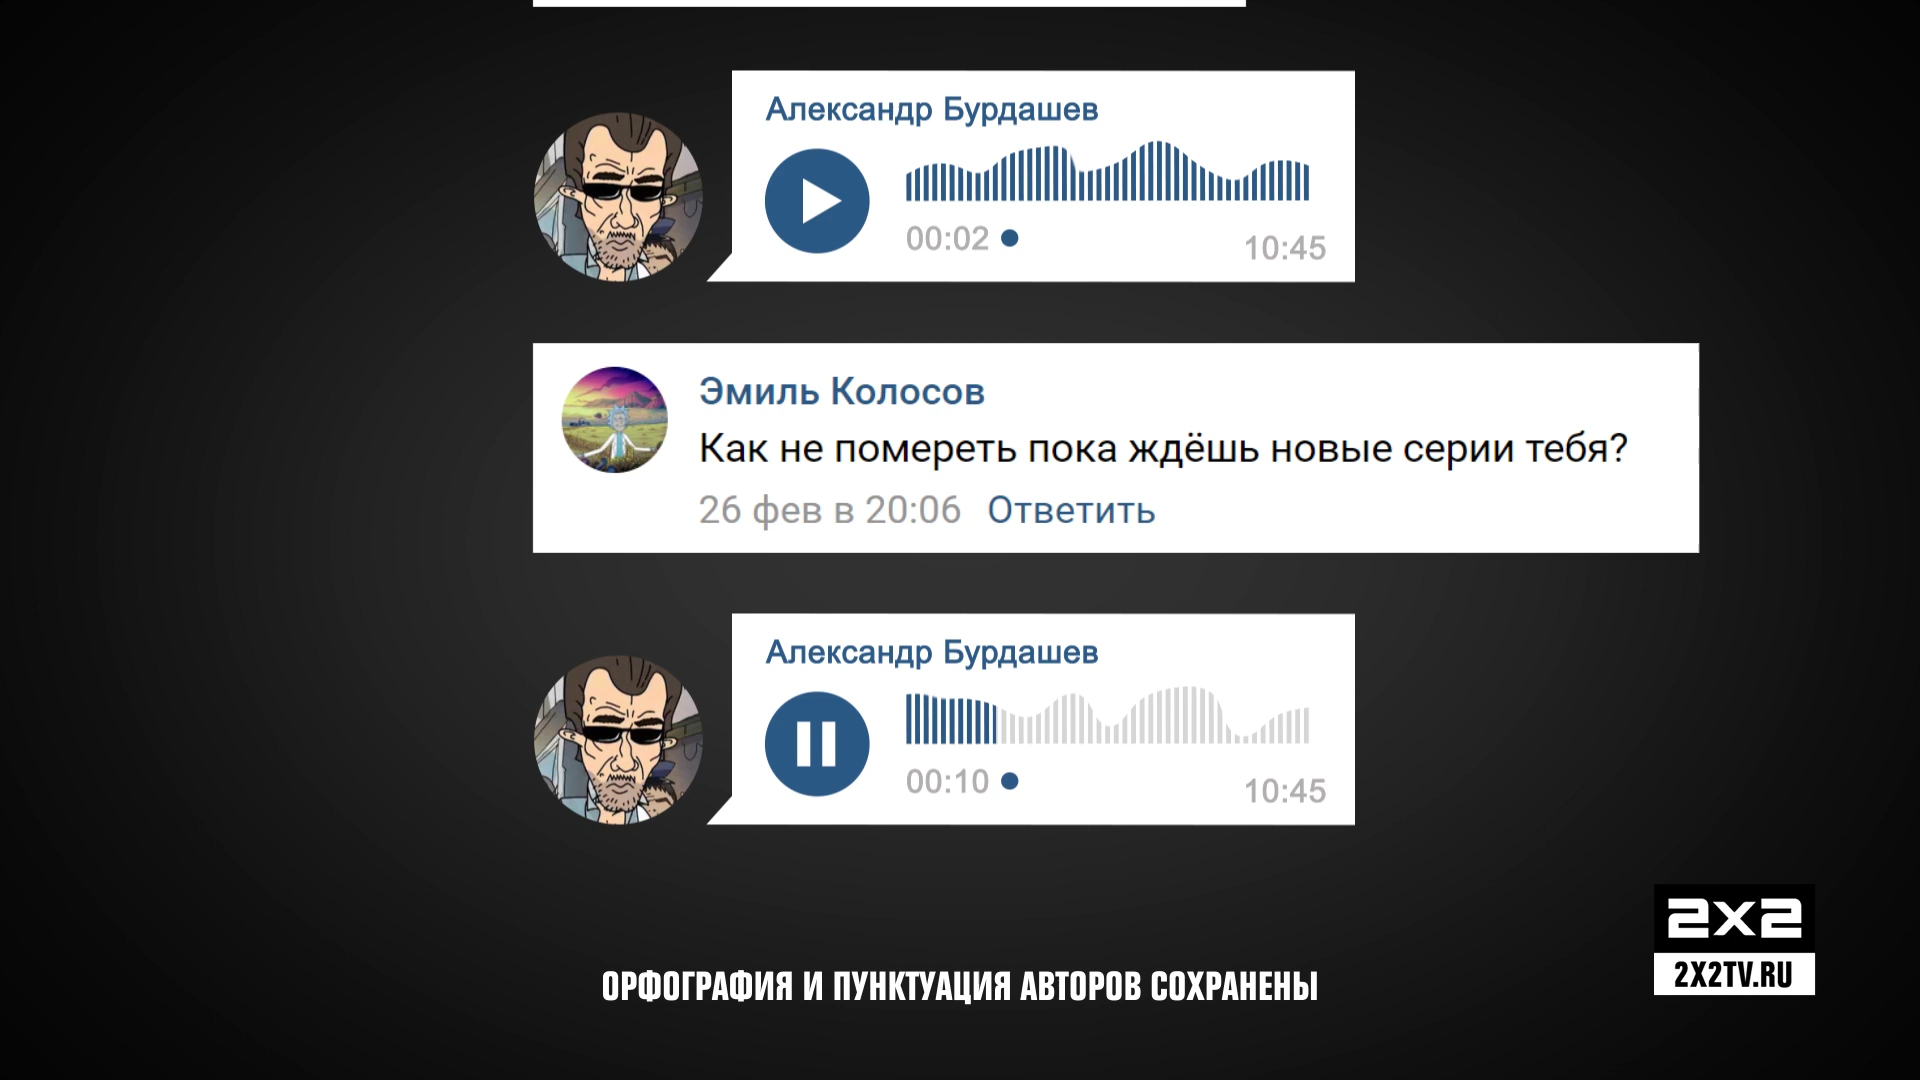 Александр Бурдашев
00:02
10:45
Эмиль Колосов
Как не помереть пока ждёшь новые серии тебя?
26 фев в 20:06 Ответить
Александр Бурдашев
00:10
10:45
2x2
2X2TV.RU
ОРФОГРАФИЯ И ПУНКТУАЦИЯ АВТОРОВ СОХРАНЕНЫ